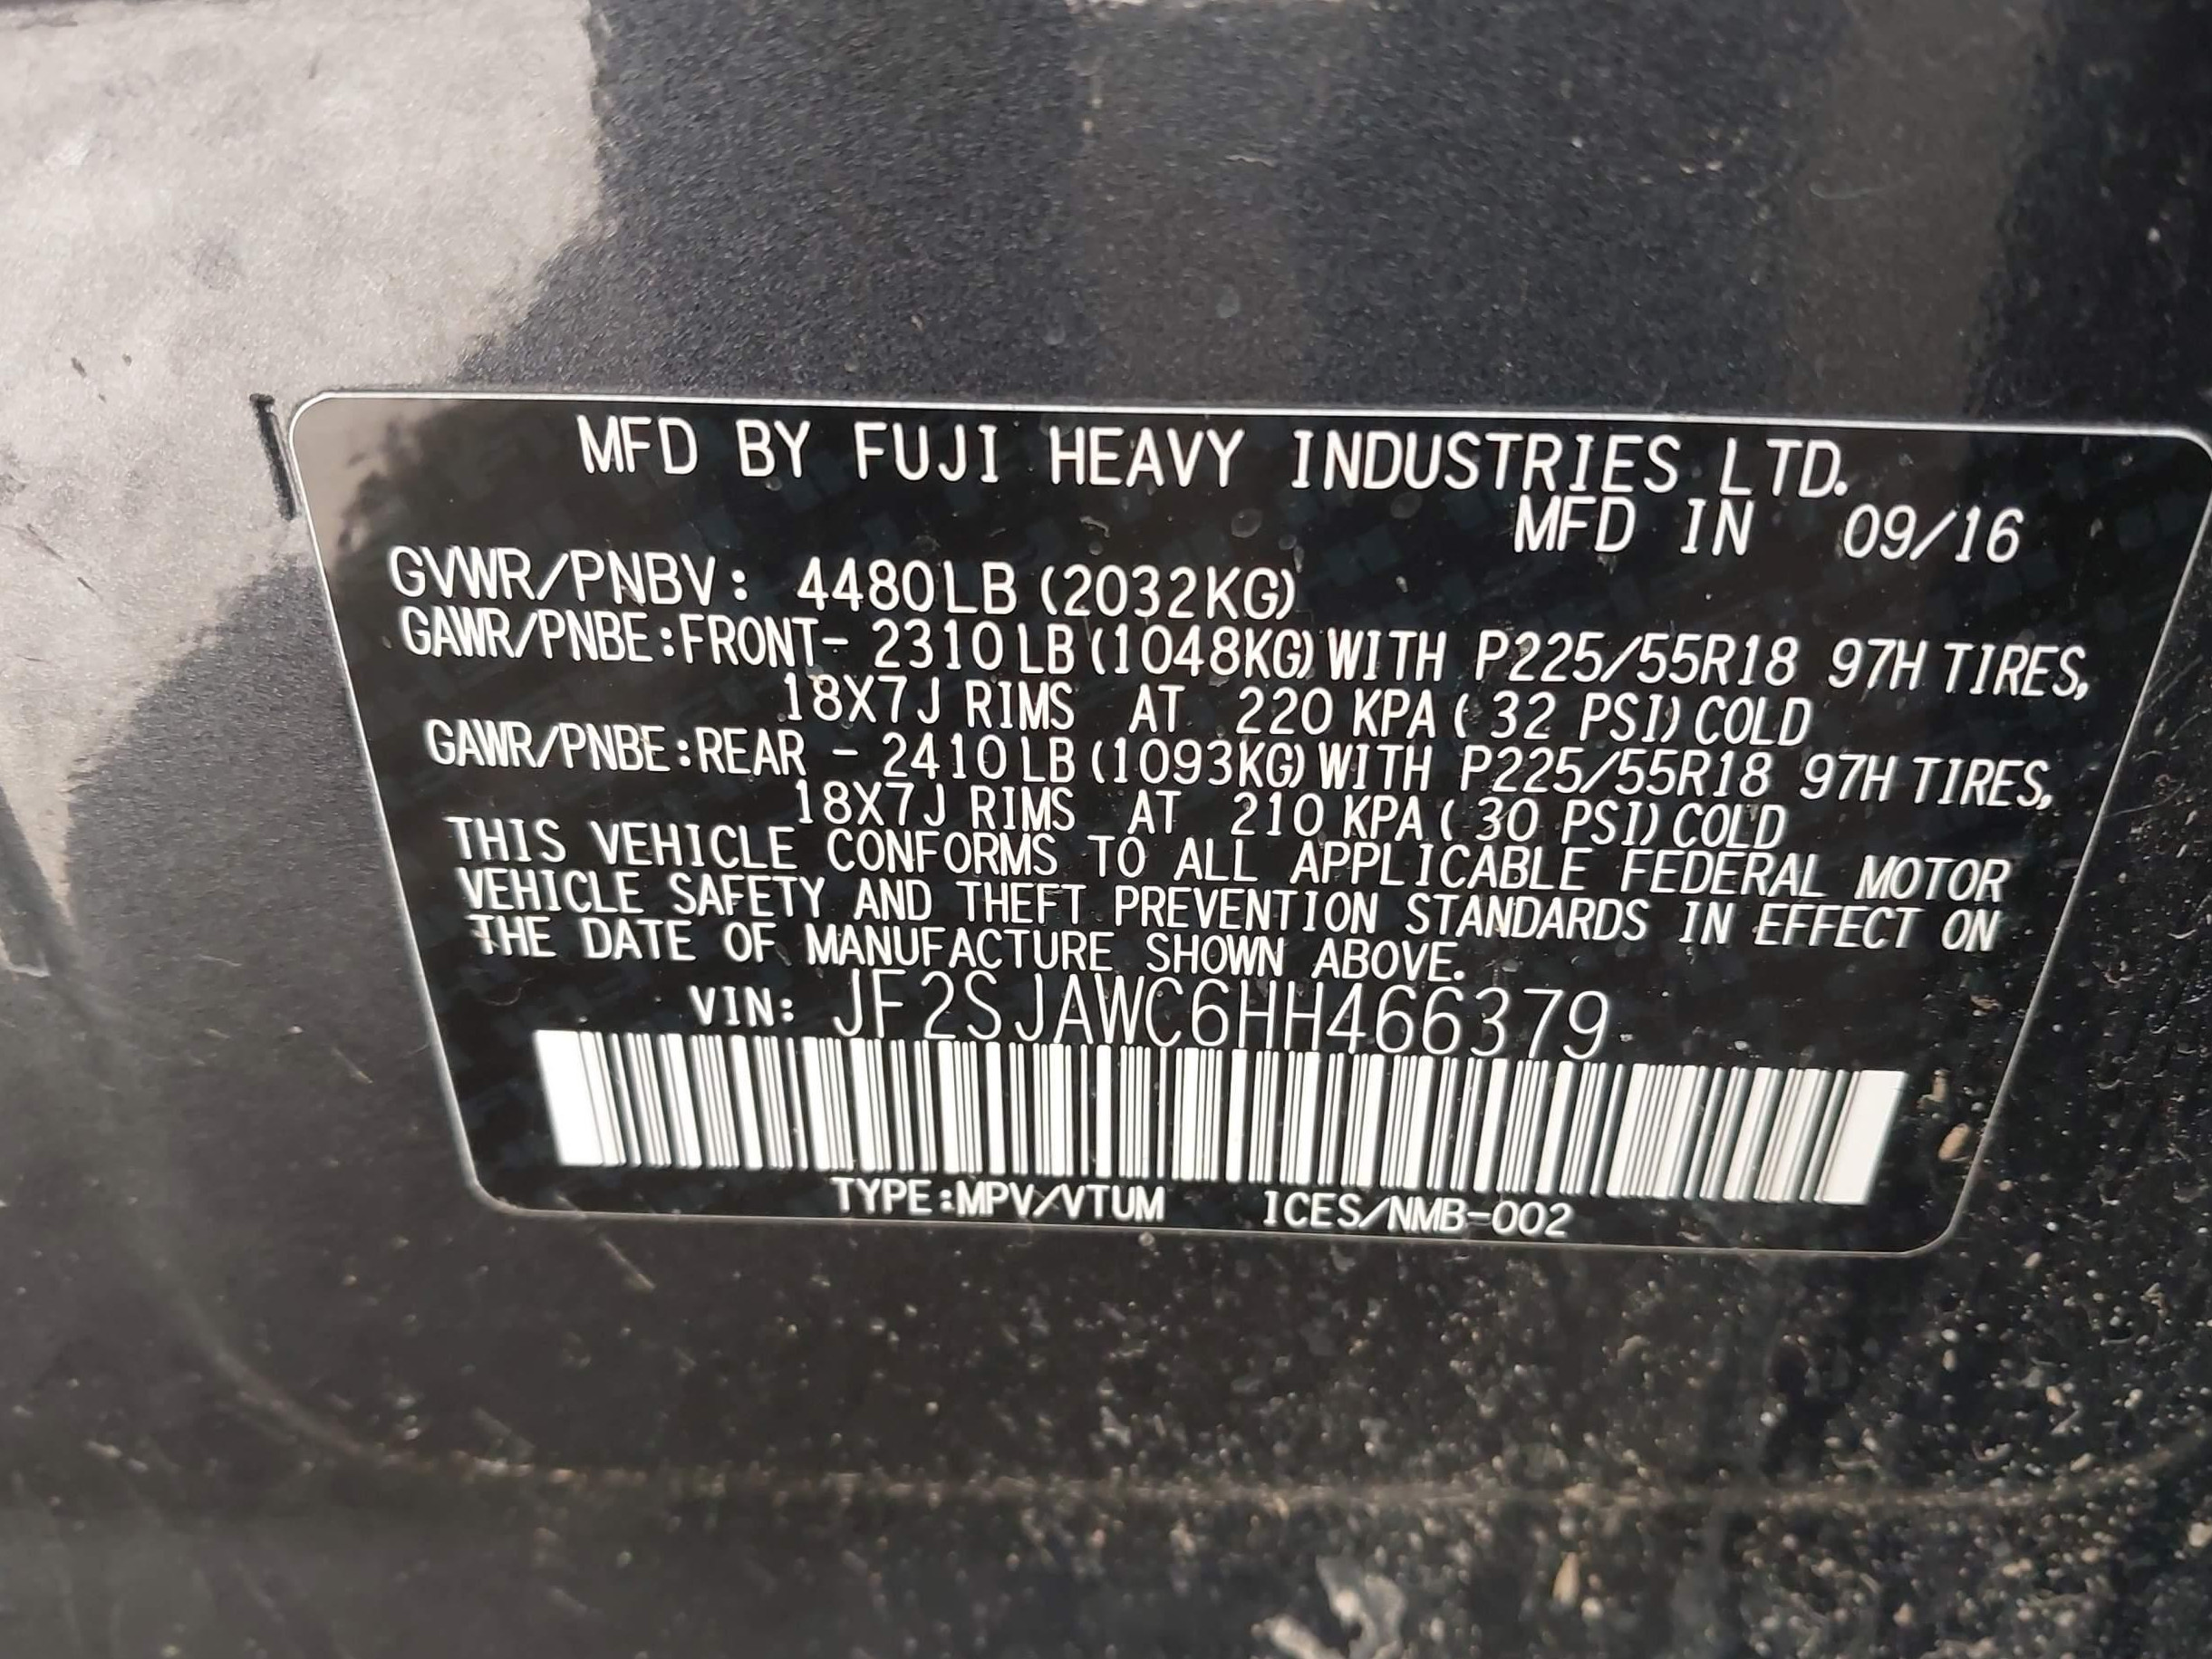 MFD BY FUJI HEAVY INDUSTRIES LTD.
MFD IN 09/16
GVWR/PNBV: 4480LB (2032KG)
GAWR/PNBE:FRONT- 2310LB(1048KG)WITH P225/55R18 97H TIRES,
18X7J RIMS AT 220 KPA( 32 PSI)COLD
GAWR/PNBE:REAR - 2410LB(1093KG)WITH P225/55R18 97H TIRES,
18X7J RIMS AT 210 KPA( 30 PSI)COLD
THIS VEHICLE CONFORMS TO ALL APPLICABLE FEDERAL MOTOR
VEHICLE SAFETY AND THEFT PREVENTION STANDARDS IN EFFECT ON
THE DATE OF MANUFACTURE SHOWN ABOVE.
VIN: JF2SJAWC6HH466379
TYPE:MPV/VTUM ICES/NMB-002